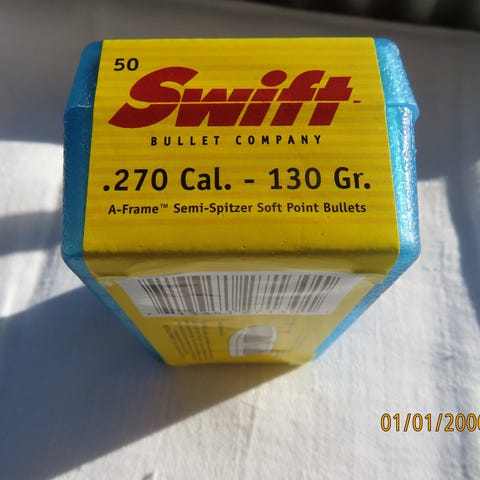 50
Swift
BULLET COMPANY
.270 Cal. - 130 Gr.
A-Frame™ Semi-Spitzer Soft Point Bullets
01/01/2000